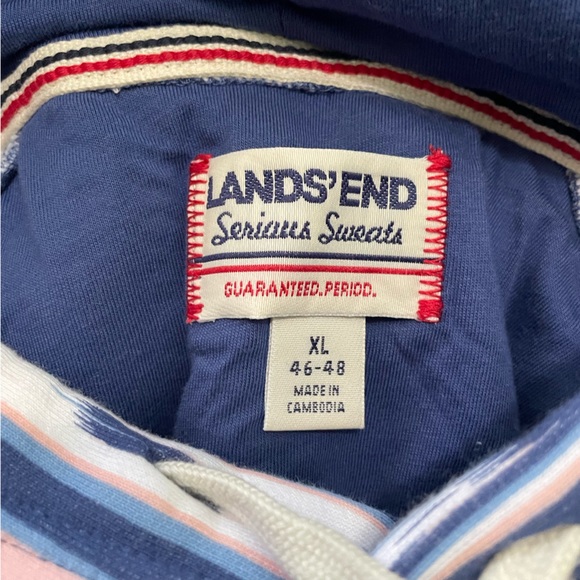 LANDS' END
Serious Sweats
GUARANTEED. PERIOD.
XL
46-48
MADE IN
CAMBODIA